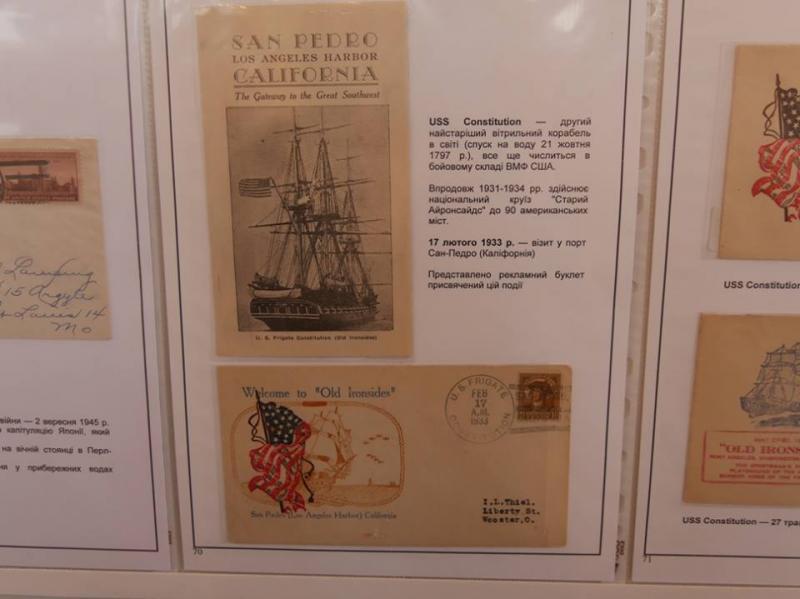 SAN PEDRO
LOS ANGELES HARBOR
CALIFORNIA
The Gateway to the Great Southwest
U. S. Frigate Constitution (Old Ironsides)
USS Constitution — другий
найстаріший вітрильний корабель
в світі (спуск на воду 21 жовтня
1797 р.), все ще числиться в
бойовому складі ВМФ США.
Впродовж 1931-1934 рр. здійснює
національний круїз "Старий
Айронсайдс" до 90 американських
міст.
17 лютого 1933 р. — візит у порт
Сан-Педро (Каліфорнія)
Представлено рекламний буклет
присвячений цій події
Welcome to "Old Ironsides"
San Pedro (Los Angeles Harbor) California
U.S. FRIGATE
FEB
17
A.M.
1933
CONSTITUTION
I.L.Thiel.
Liberty St.
Wooster,O.
70
15 Argyle
Louis 14
Mo
війни — 2 вересня 1945 р.
капітуляцію Японії, який
на вічній стоянці в Перл-
у прибережних водах
USS Constitution
"OLD IRONS
USS Constitution — 27 тра
71